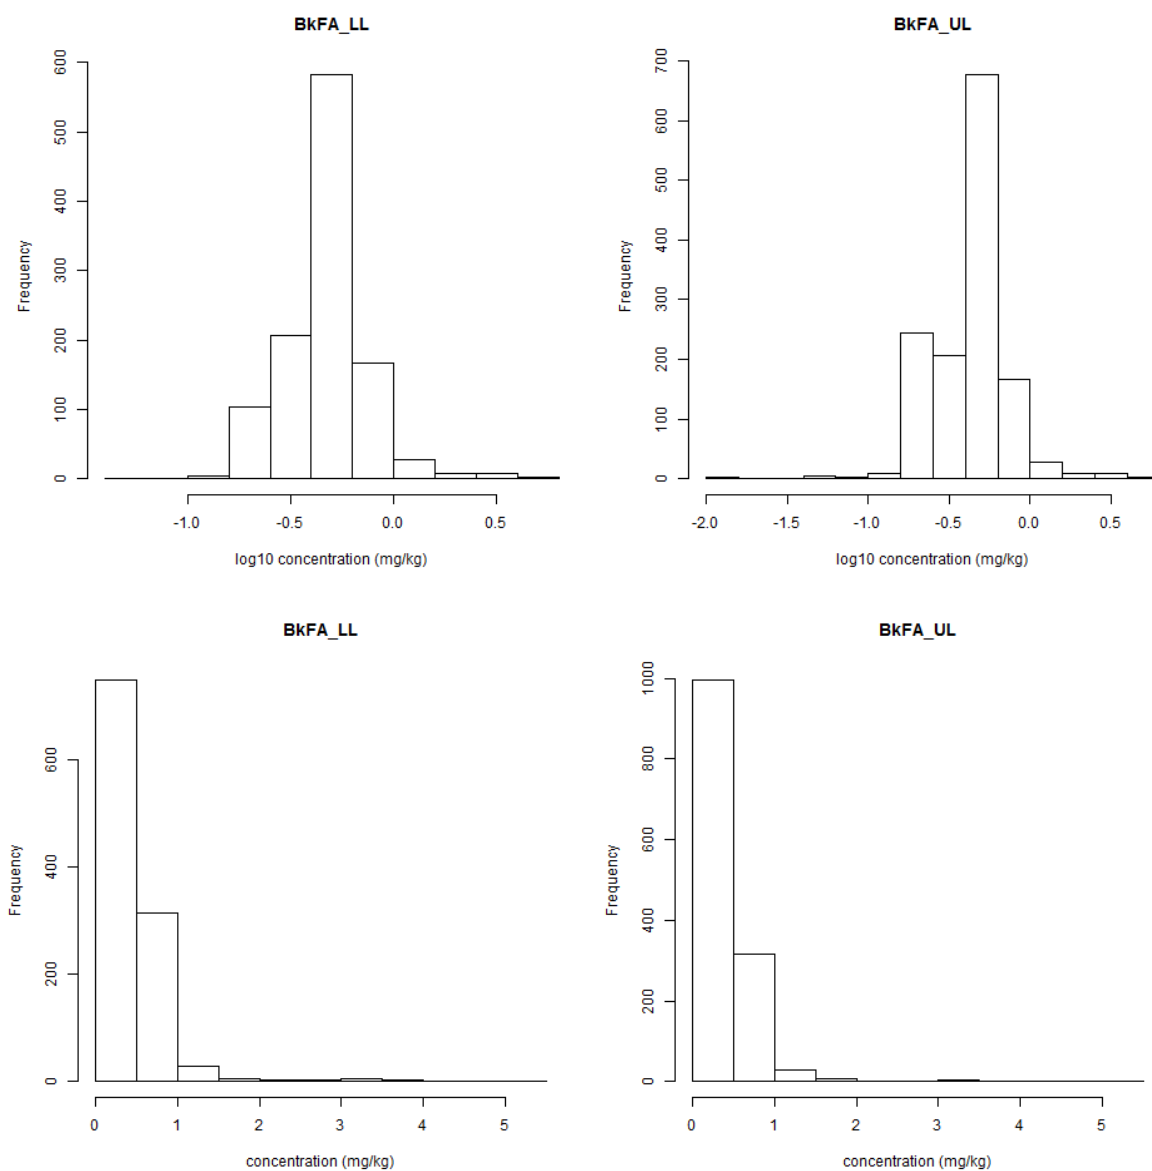 BkFA_LL
Frequency
0 100 200 300 400 500 600
-1.0 -0.5 0.0 0.5
log10 concentration (mg/kg)
BkFA_UL
Frequency
0 100 200 300 400 500 600 700
-2.0 -1.5 -1.0 -0.5 0.0 0.5
log10 concentration (mg/kg)
BkFA_LL
Frequency
0 200 400 600
0 1 2 3 4 5
concentration (mg/kg)
BkFA_UL
Frequency
0 200 400 600 800 1000
0 1 2 3 4 5
concentration (mg/kg)